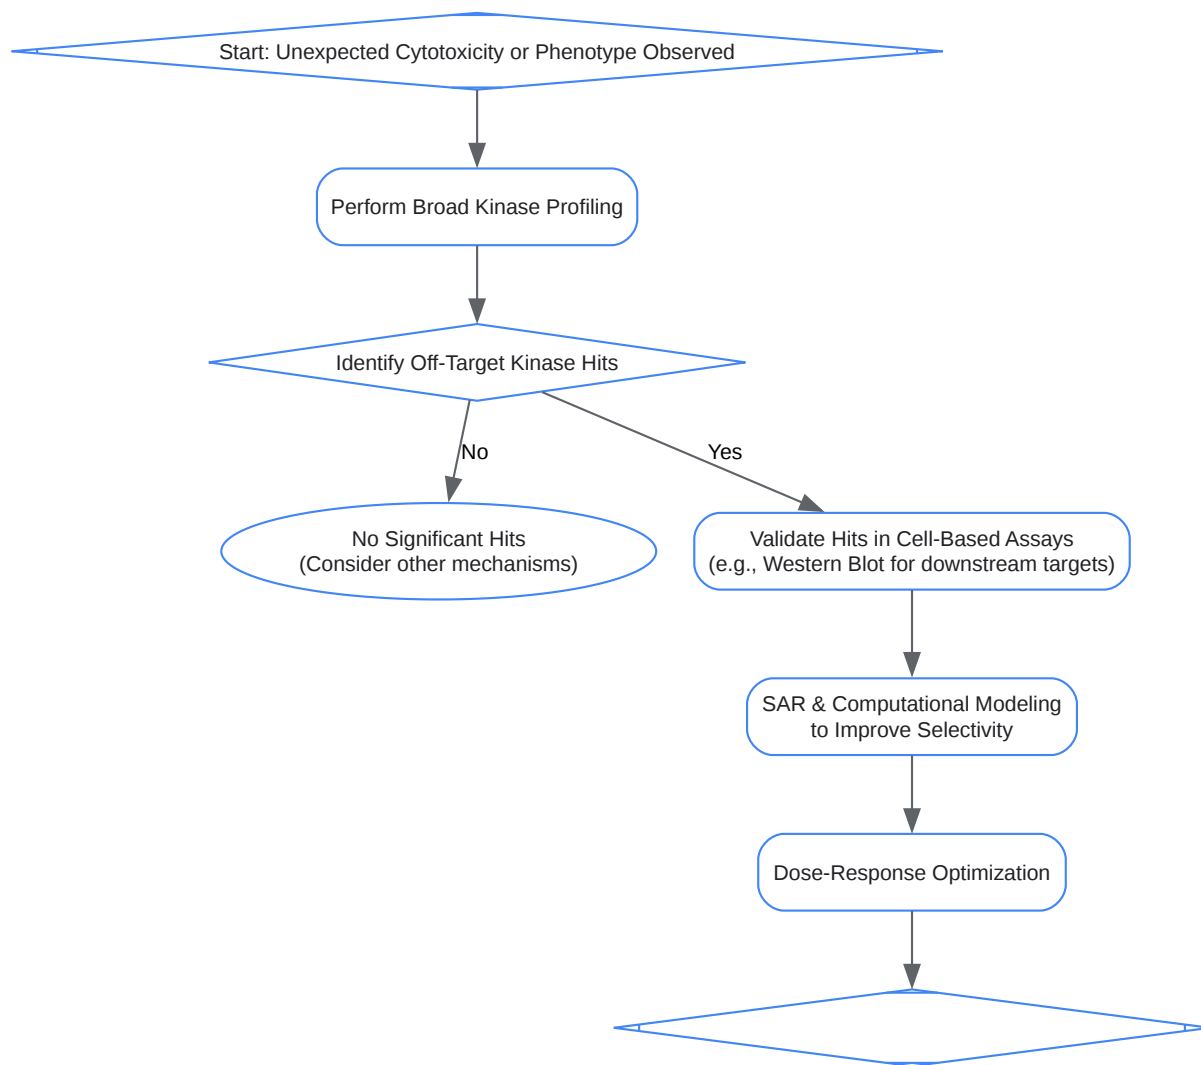 Start: Unexpected Cytotoxicity or Phenotype Observed
Perform Broad Kinase Profiling
Identify Off-Target Kinase Hits
No
Yes
No Significant Hits
(Consider other mechanisms)
Validate Hits in Cell-Based Assays
(e.g., Western Blot for downstream targets)
SAR & Computational Modeling
to Improve Selectivity
Dose-Response Optimization